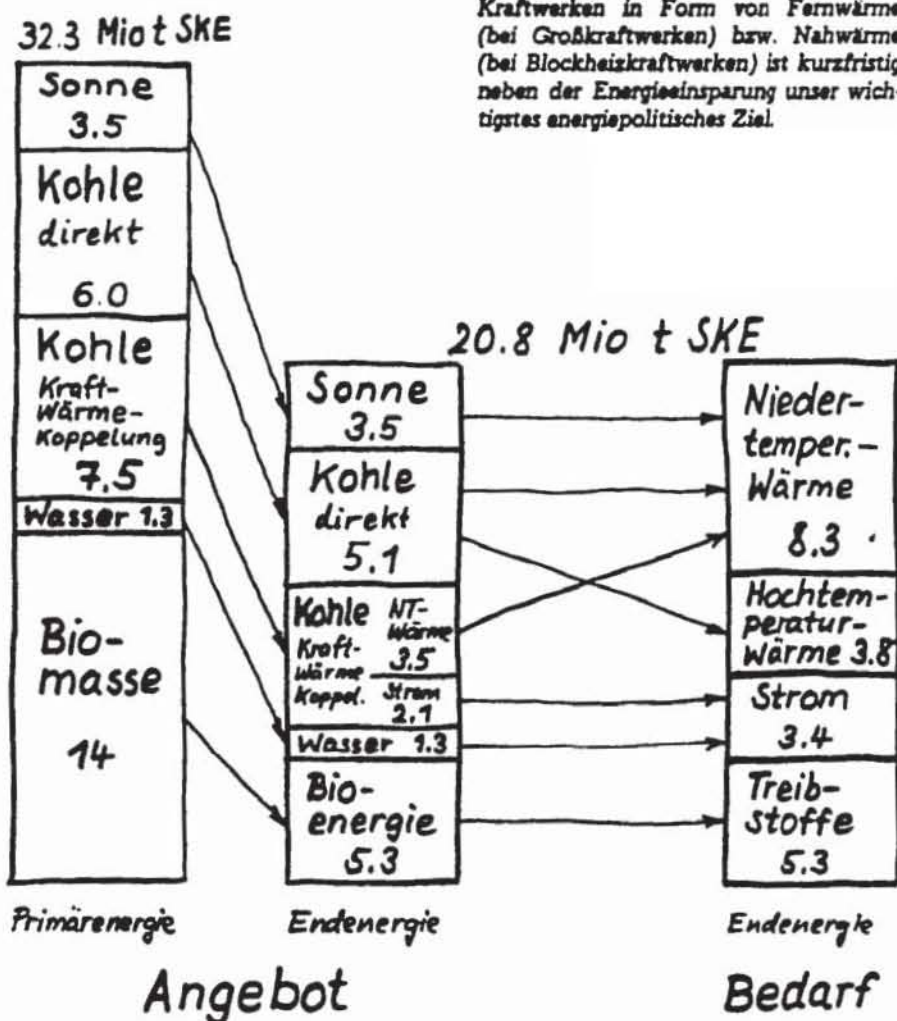 Kraftwerken in Form von Fernwärme
(bei Großkraftwerken) bzw. Nahwärme
(bei Blockheizkraftwerken) ist kurzfristig
neben der Energieeinsparung unser wich-
tigstes energiepolitisches Ziel.
32.3 Mio t SKE
Sonne
3.5
Kohle
direkt
6.0
Kohle
Kraft-
Wärme-
Koppelung
7.5
Wasser 1.3
Bio-
masse
14
Primärenergie
20.8 Mio t SKE
Sonne
3.5
Kohle
direkt
5.1
Kohle
Kraft-
Wärme
Koppel.
NT-
Wärme
3.5
Strom
2.1
Wasser 1.3
Bio-
energie
5.3
Endenergie
Angebot
Nieder-
temper.-
Wärme
8.3
Hochtem-
peratur-
Wärme 3.8
Strom
3.4
Treib-
stoffe
5.3
Endenergie
Bedarf